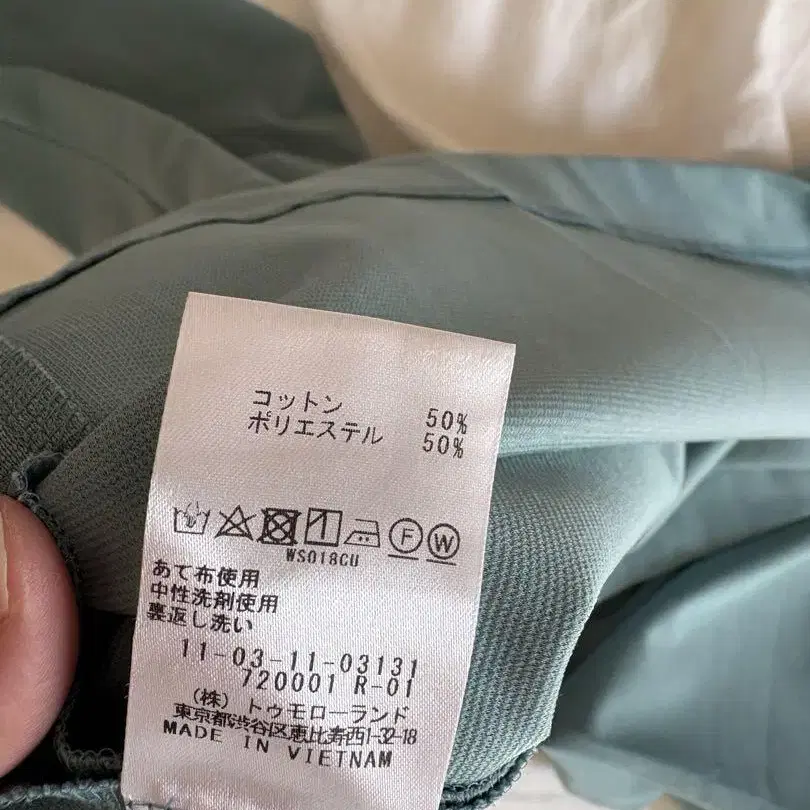 コットン 50%
ポリエステル 50%
F W
WS018CU
あて布使用
中性洗剤使用
裏返し洗い
11-03-11-03131
720001 R-01
(株) トゥモローランド
東京都渋谷区恵比寿西1-32-18
MADE IN VIETNAM